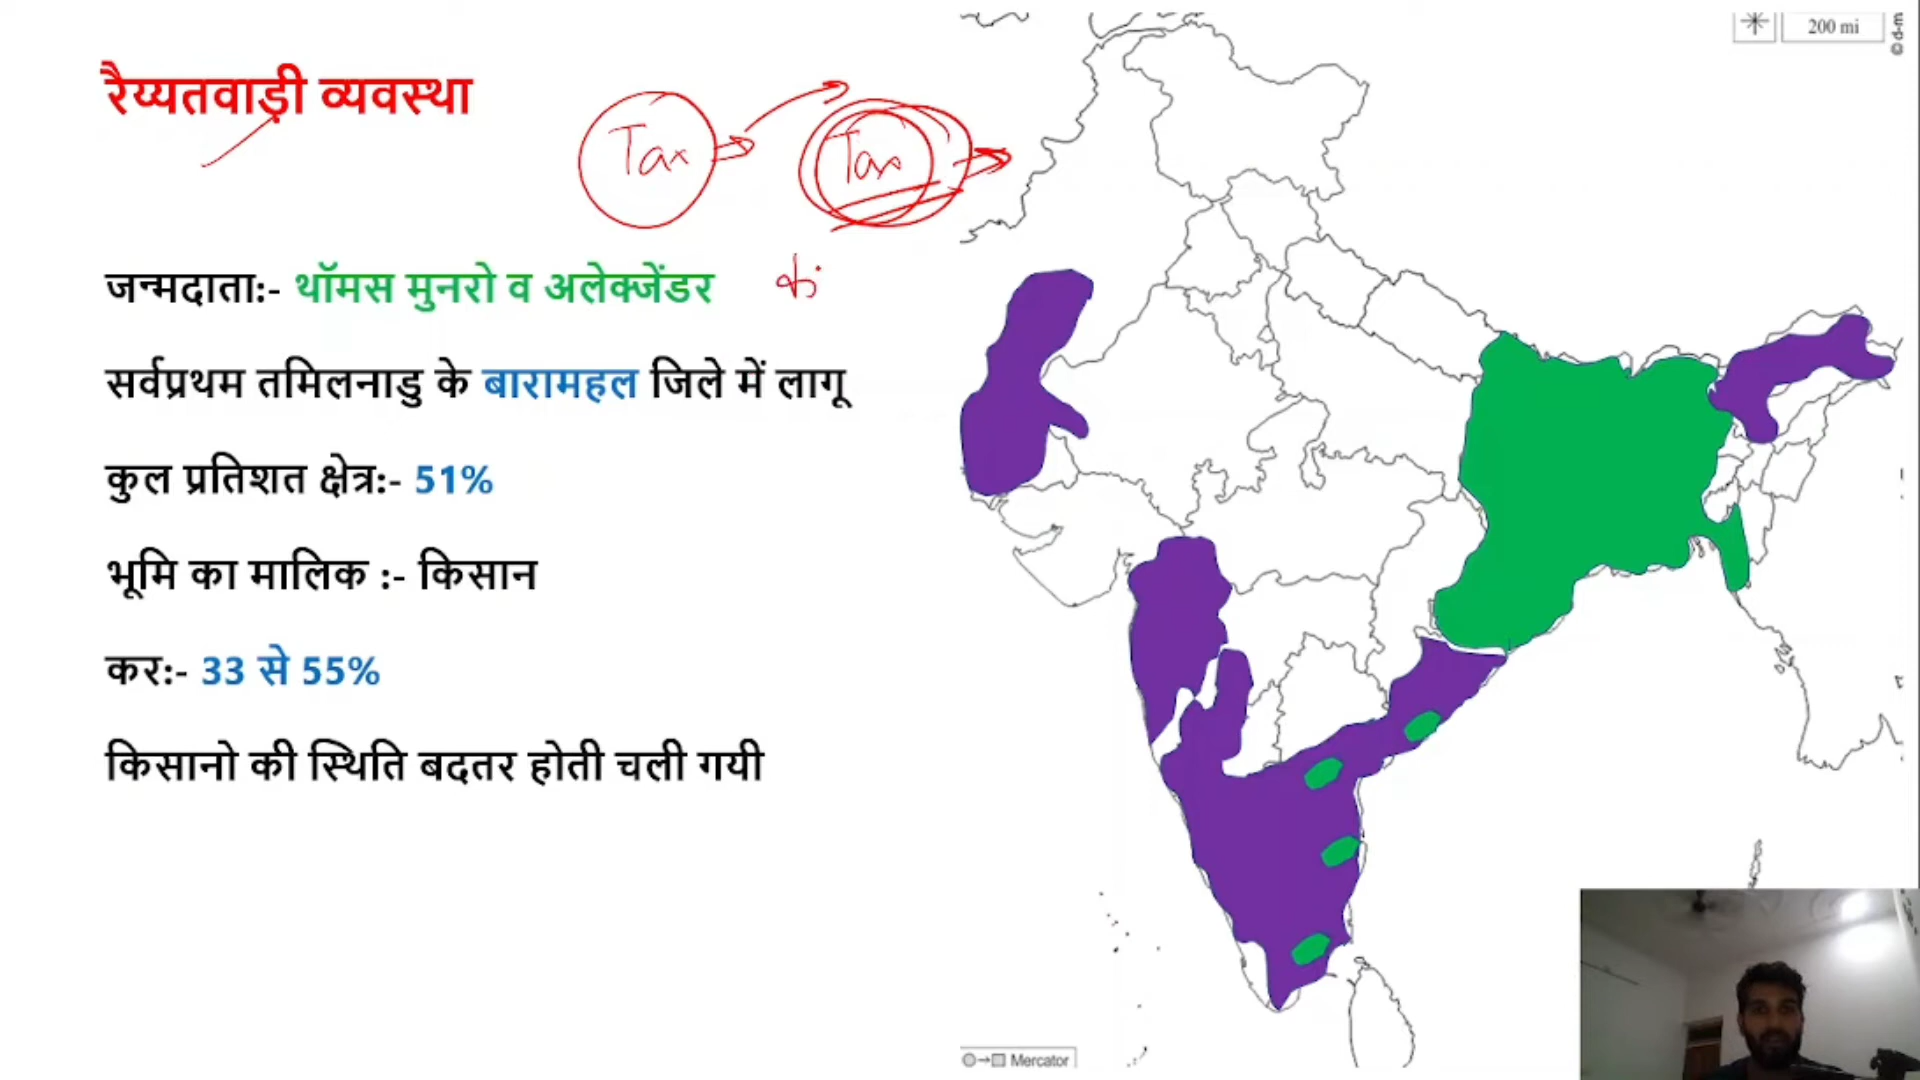 रैय्यतवाड़ी व्यवस्था
Tax
Tax
जन्मदाता:- थॉमस मुनरो व अलेक्जेंडर
सर्वप्रथम तमिलनाडु के बारामहल जिले में लागू
कुल प्रतिशत क्षेत्र:- 51%
भूमि का मालिक :- किसान
कर:- 33 से 55%
किसानो की स्थिति बदतर होती चली गयी
200 mi
Mercator